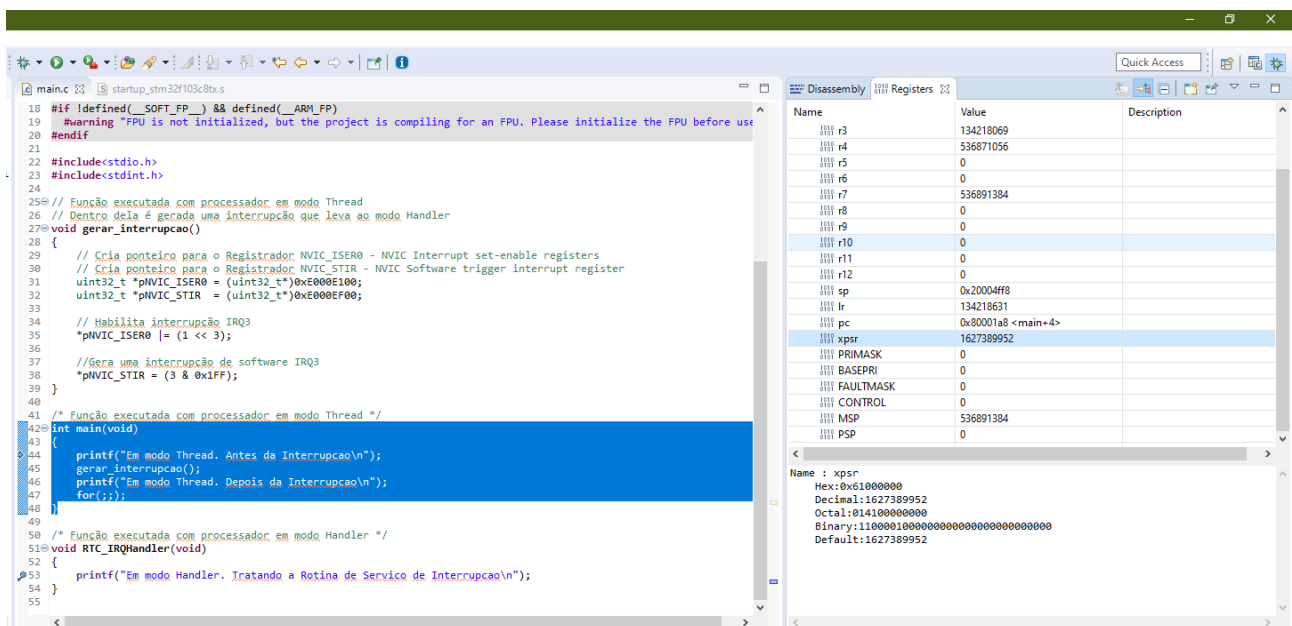 Quick Access
main.c
startup_stm32f103c8tx.s
18 #if !defined(__SOFT_FP__) && defined(__ARM_FP)
19 #warning "FPU is not initialized, but the project is compiling for an FPU. Please initialize the FPU before use
20 #endif
21
22 #include<stdio.h>
23 #include<stdint.h>
24
25 // Função executada com processador em modo Thread
26 // Dentro dela é gerada uma interrupção que leva ao modo Handler
27 void gerar_interrupcao()
28 {
29 // Cria ponteiro para o Registrador NVIC_ISER0 - NVIC Interrupt set-enable registers
30 // Cria ponteiro para o Registrador NVIC_STIR - NVIC Software trigger interrupt register
31 uint32_t *pNVIC_ISER0 = (uint32_t*)0xE000E100;
32 uint32_t *pNVIC_STIR = (uint32_t*)0xE000EF00;
33
34 // Habilita interrupção IRQ3
35 *pNVIC_ISER0 |= (1 << 3);
36
37 //Gera uma interrupção de software IRQ3
38 *pNVIC_STIR = (3 & 0x1FF);
39 }
40
41 /* Função executada com processador em modo Thread */
42 int main(void)
43 {
44 printf("Em modo Thread. Antes da Interrupcao\n");
45 gerar_interrupcao();
46 printf("Em modo Thread. Depois da Interrupcao\n");
47 for(;;);
48 }
49
50 /* Função executada com processador em modo Handler */
51 void RTC_IRQHandler(void)
52 {
53 printf("Em modo Handler. Tratando a Rotina de Servico de Interrupcao\n");
54 }
55
Disassembly
Registers
Name Value Description
r3 134218069
r4 536871056
r5 0
r6 0
r7 536891384
r8 0
r9 0
r10 0
r11 0
r12 0
sp 0x20004ff8
lr 134218631
pc 0x80001a8 <main+4>
xpsr 1627389952
PRIMASK 0
BASEPRI 0
FAULTMASK 0
CONTROL 0
MSP 536891384
PSP 0
Name : xpsr
Hex:0x61000000
Decimal:1627389952
Octal:014100000000
Binary:1100001000000000000000000000000
Default:1627389952